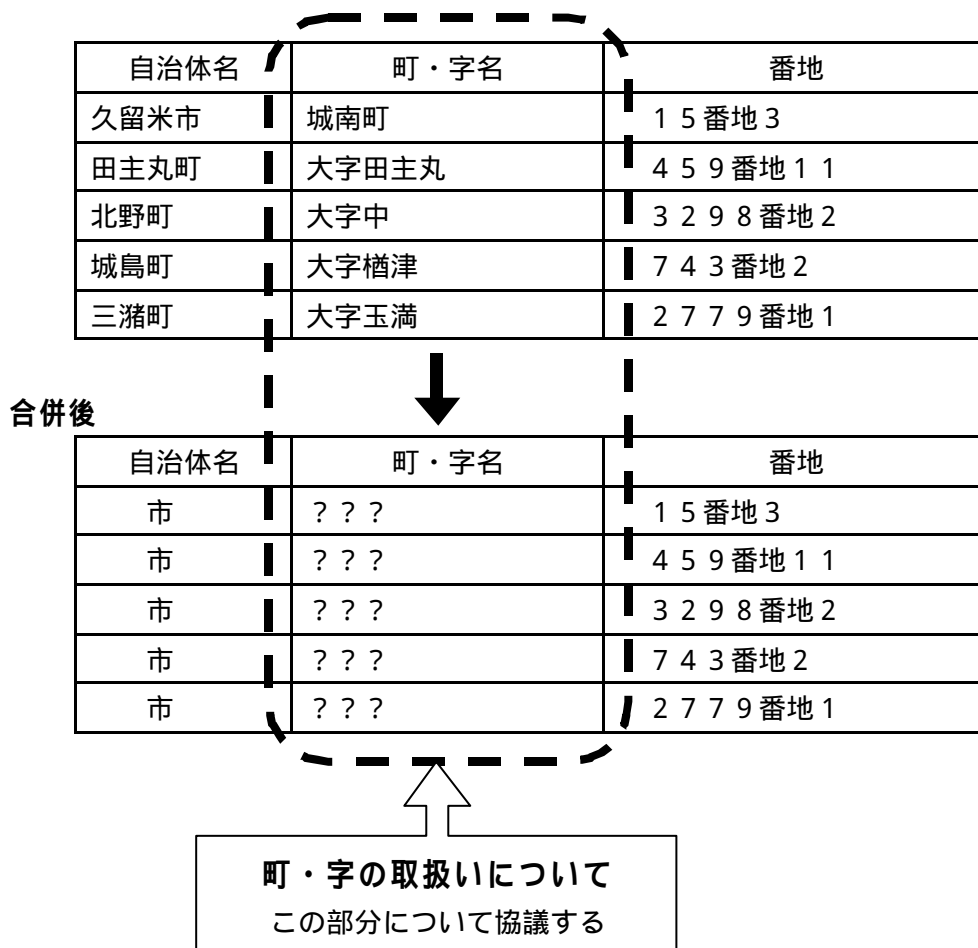 自治体名 町・字名 番地
久留米市 城南町 15番地3
田主丸町 大字田主丸 459番地11
北野町 大字中 3298番地2
城島町 大字楢津 743番地2
三潴町 大字玉満 2779番地1
合併後
自治体名 町・字名 番地
市 ??? 15番地3
市 ??? 459番地11
市 ??? 3298番地2
市 ??? 743番地2
市 ??? 2779番地1
町・字の取扱いについて
この部分について協議する